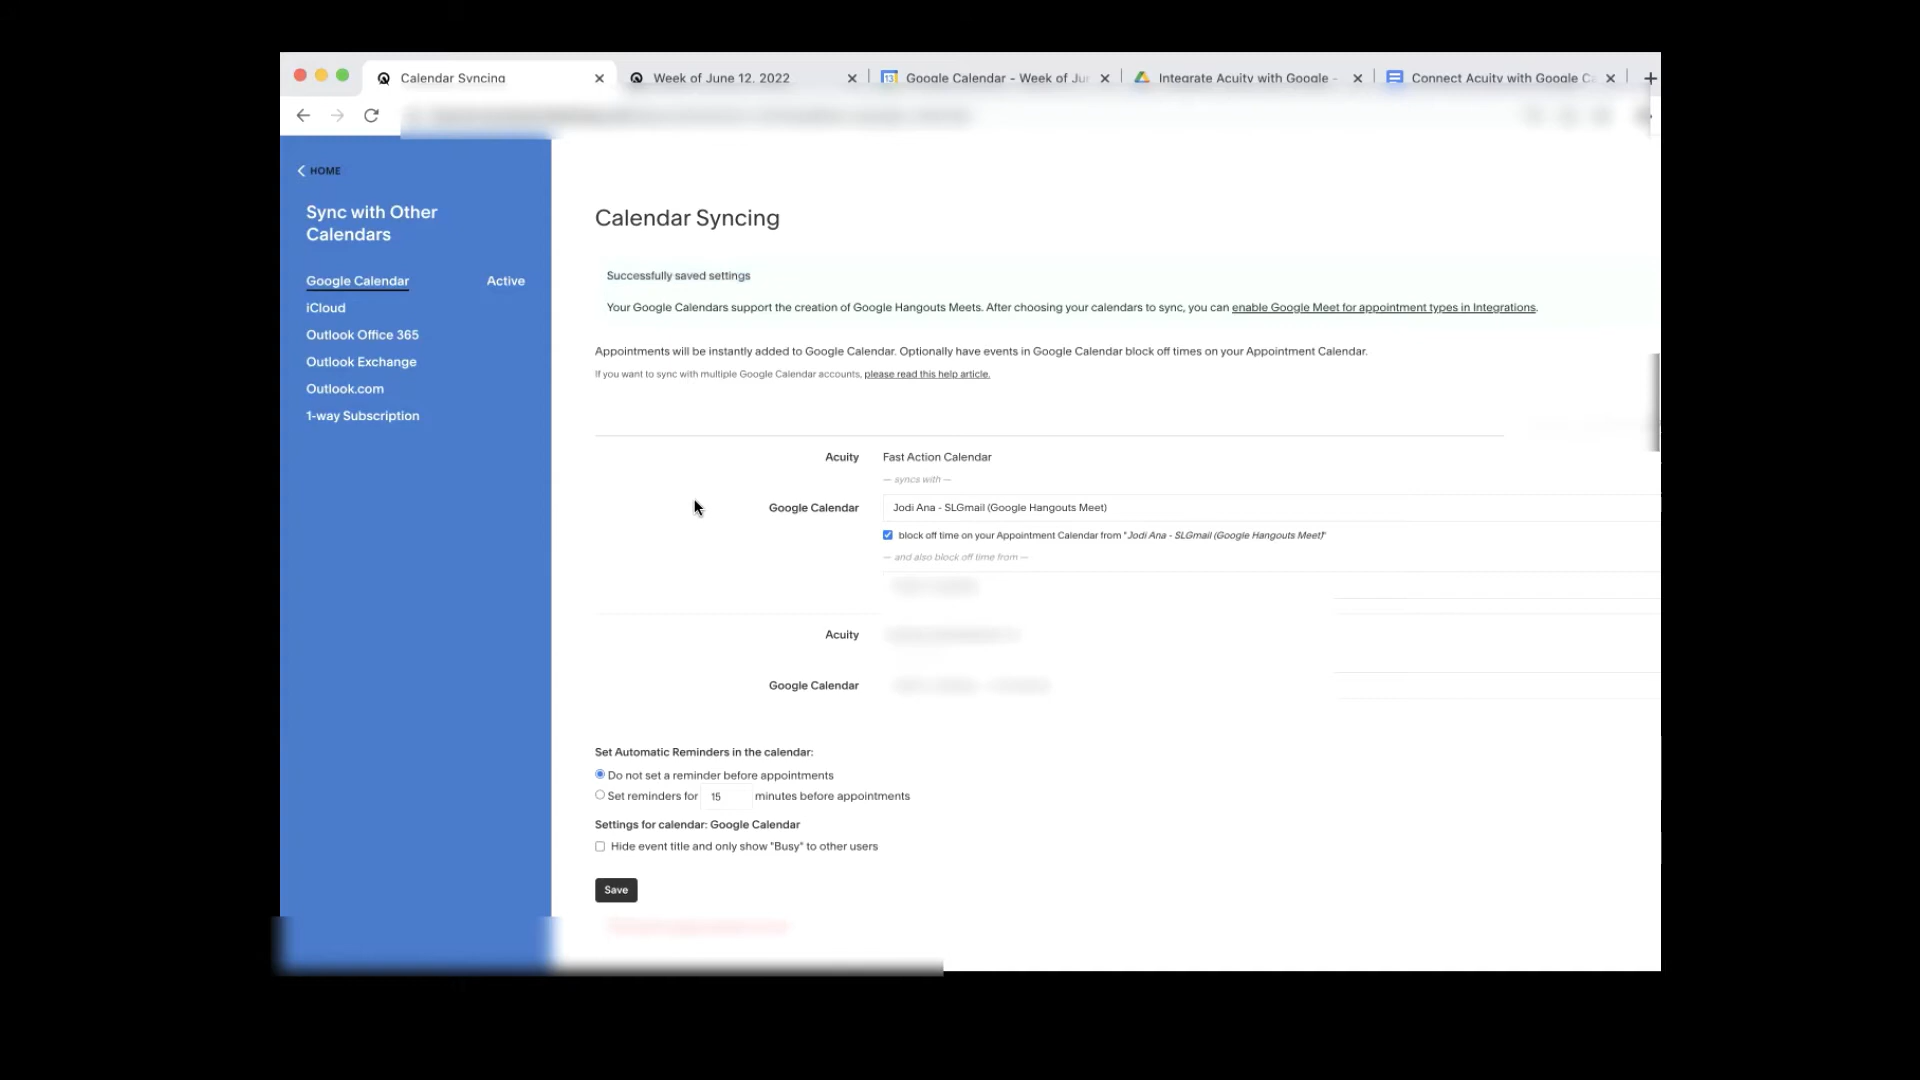 Calendar Syncing
Week of June 12, 2022
Google Calendar - Week of Ju
Integrate Acuity with Google -
Connect Acuity with Google C
HOME
Sync with Other
Calendars
Google Calendar Active
iCloud
Outlook Office 365
Outlook Exchange
Outlook.com
1-way Subscription
Calendar Syncing
Successfully saved settings
Your Google Calendars support the creation of Google Hangouts Meets. After choosing your calendars to sync, you can enable Google Meet for appointment types in Integrations.
Appointments will be instantly added to Google Calendar. Optionally have events in Google Calendar block off times on your Appointment Calendar.
If you want to sync with multiple Google Calendar accounts, please read this help article.
Acuity Fast Action Calendar
— syncs with —
Google Calendar Jodi Ana - SLGmail (Google Hangouts Meet)
block off time on your Appointment Calendar from "Jodi Ana - SLGmail (Google Hangouts Meet)"
— and also block off time from —
Acuity
Google Calendar
Set Automatic Reminders in the calendar:
Do not set a reminder before appointments
Set reminders for 15 minutes before appointments
Settings for calendar: Google Calendar
Hide event title and only show "Busy" to other users
Save